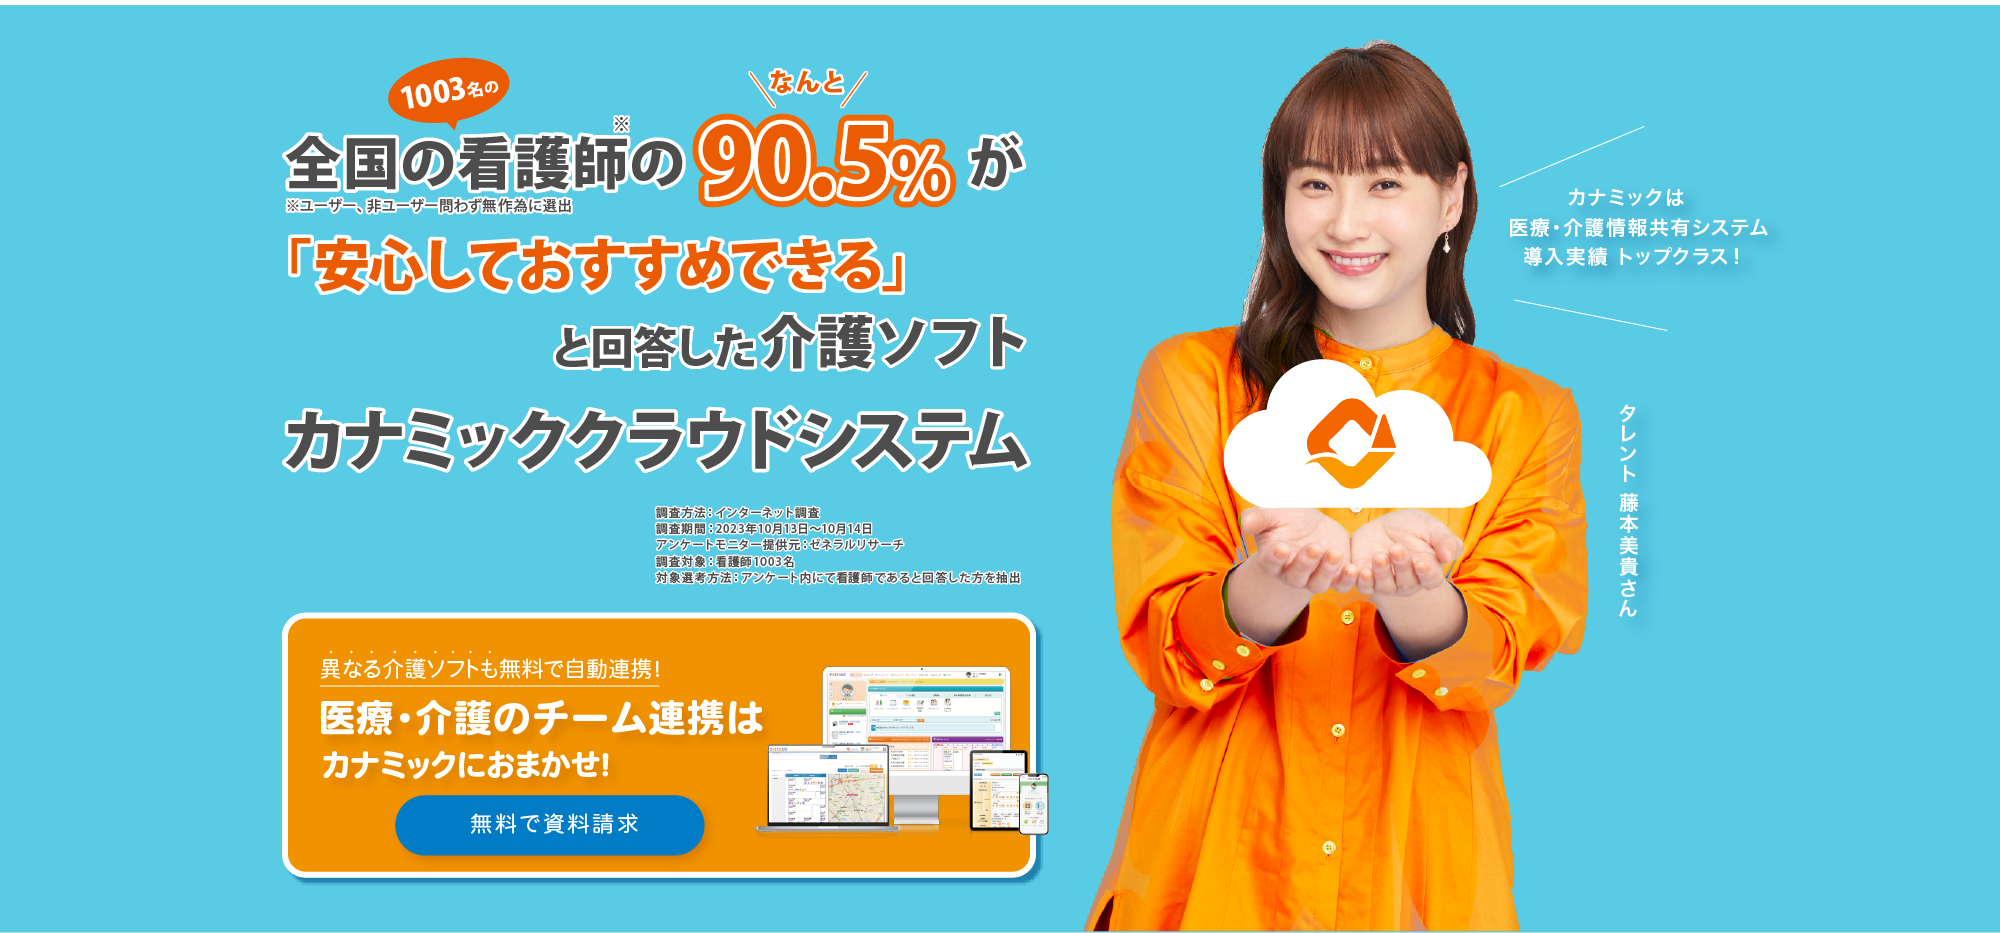 1003名の
なんと
全国の看護師※の90.5%が
※ユーザー、非ユーザー問わず無作為に選出
「安心しておすすめできる」
と回答した介護ソフト
カナミッククラウドシステム
調査方法：インターネット調査
調査期間：2023年10月13日～10月14日
アンケートモニター提供元：ゼネラルリサーチ
調査対象：看護師1003名
対象選考方法：アンケート内にて看護師であると回答した方を抽出
異なる介護ソフトも無料で自動連携!
医療・介護のチーム連携は
カナミックにおまかせ!
無料で資料請求
カナミックは
医療・介護情報共有システム
導入実績 トップクラス！
タレント 藤本美貴さん